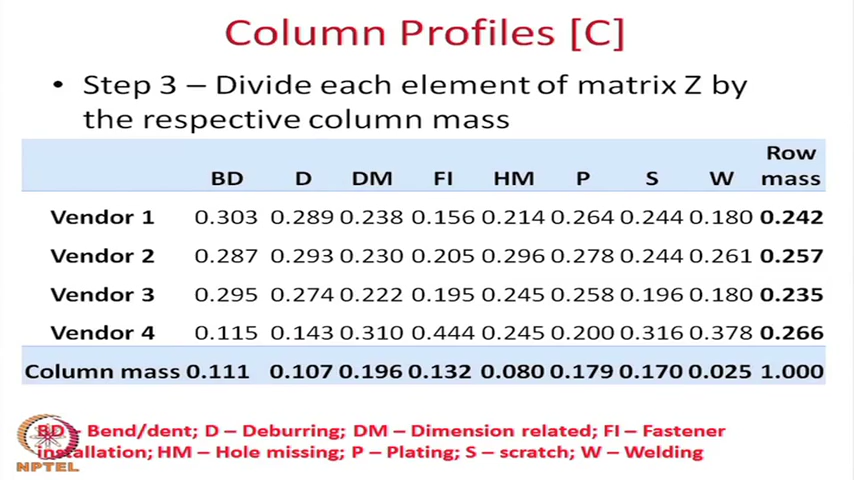 Column Profiles [C]
• Step 3 – Divide each element of matrix Z by
the respective column mass
BD D DM FI HM P S W Row mass
Vendor 1 0.303 0.289 0.238 0.156 0.214 0.264 0.244 0.180 0.242
Vendor 2 0.287 0.293 0.230 0.205 0.296 0.278 0.244 0.261 0.257
Vendor 3 0.295 0.274 0.222 0.195 0.245 0.258 0.196 0.180 0.235
Vendor 4 0.115 0.143 0.310 0.444 0.245 0.200 0.316 0.378 0.266
Column mass 0.111 0.107 0.196 0.132 0.080 0.179 0.170 0.025 1.000
BD – Bend/dent; D – Deburring; DM – Dimension related; FI – Fastener
installation; HM – Hole missing; P – Plating; S – scratch; W – Welding
NPTEL